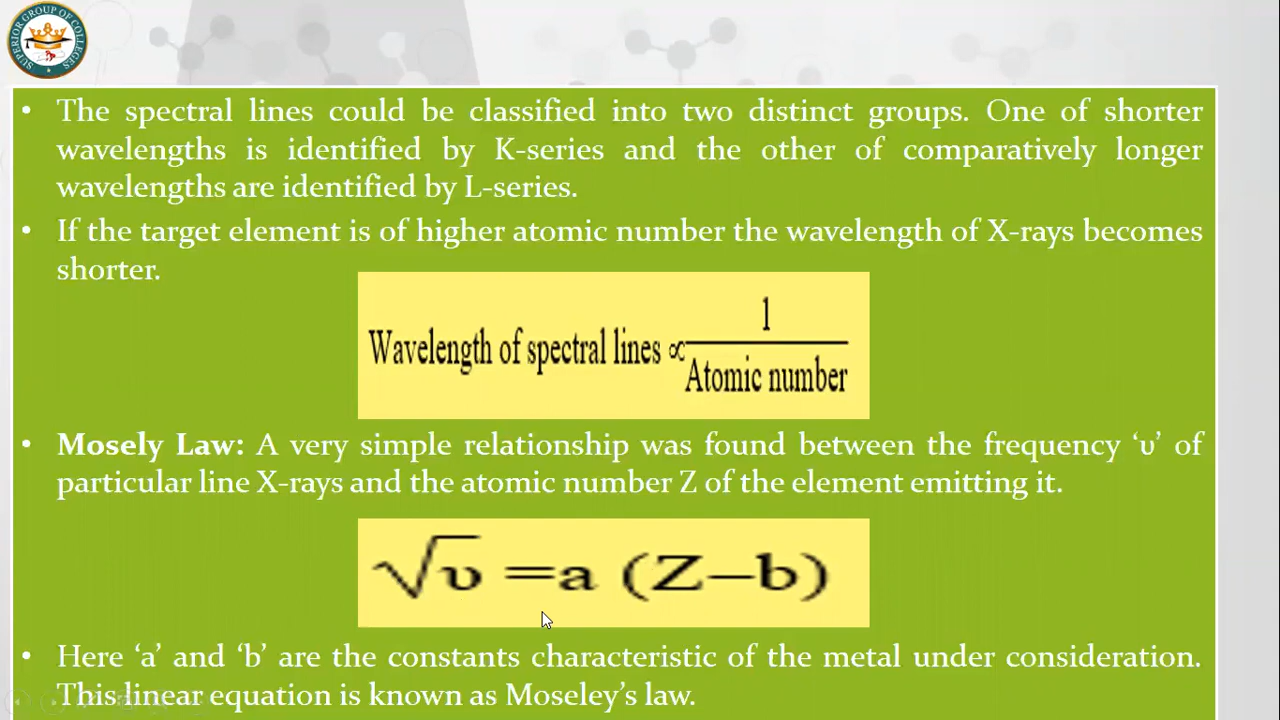 SUPERIOR GROUP OF COLLEGES
• The spectral lines could be classified into two distinct groups. One of shorter
wavelengths is identified by K-series and the other of comparatively longer
wavelengths are identified by L-series.
• If the target element is of higher atomic number the wavelength of X-rays becomes
shorter.
Wavelength of spectral lines ∝ 1 / Atomic number
• Mosely Law: A very simple relationship was found between the frequency ‘υ’ of
particular line X-rays and the atomic number Z of the element emitting it.
√υ =a (Z–b)
• Here ‘a’ and ‘b’ are the constants characteristic of the metal under consideration.
This linear equation is known as Moseley’s law.